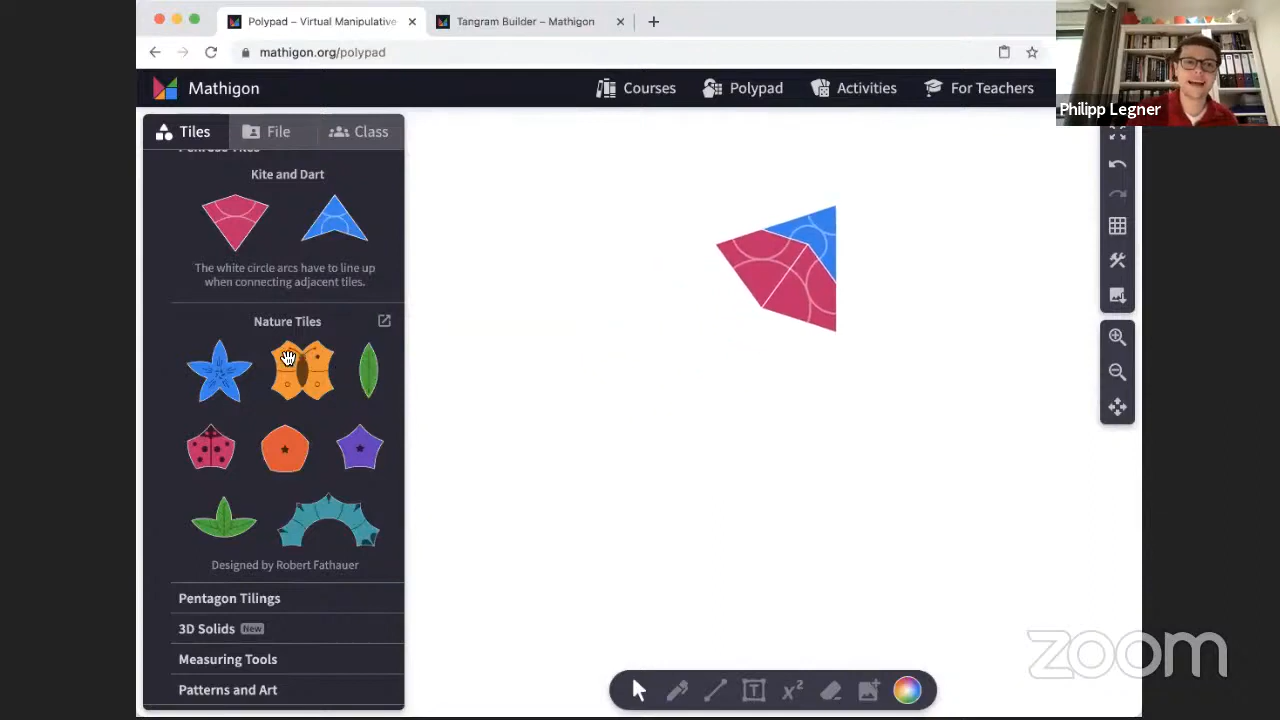 Polypad – Virtual Manipulative
Tangram Builder – Mathigon
mathigon.org/polypad
Mathigon
Courses
Polypad
Activities
For Teachers
Philipp Legner
Tiles
File
Class
Penrose Tiles
Kite and Dart
The white circle arcs have to line up
when connecting adjacent tiles.
Nature Tiles
Designed by Robert Fathauer
Pentagon Tilings
3D Solids New
Measuring Tools
Patterns and Art
T
x²
zoom